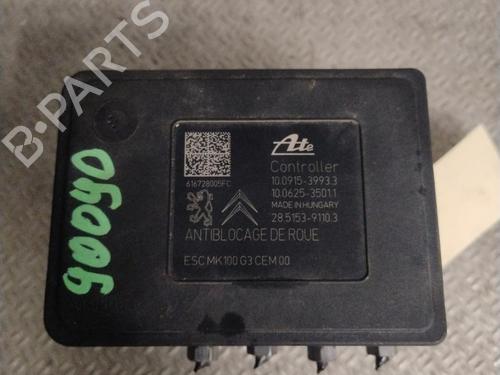 B-PARTS
90040
616728005FC
Ate
Controller
10.0915-3993.3
10.0625-3501.1
MADE IN HUNGARY
28.5153-9110.3
ANTIBLOCAGE DE ROUE
ESC MK100 G3 CEM 00